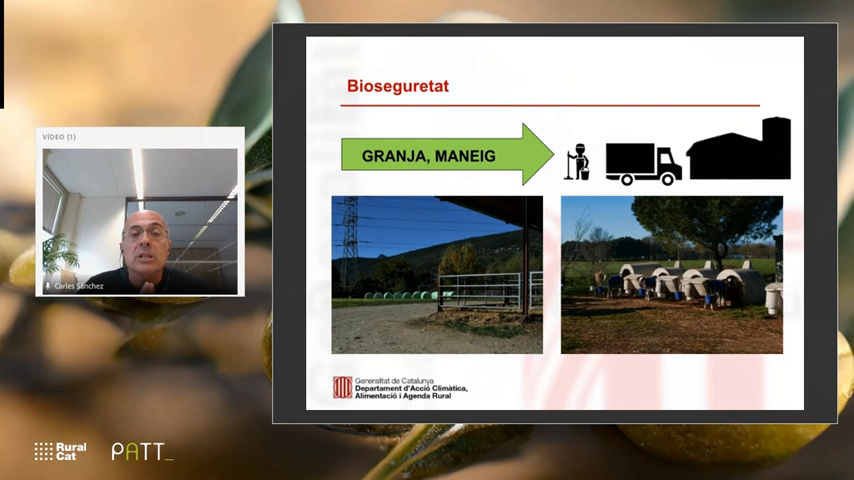 VÍDEO (1)
Carles Sánchez
Bioseguretat
GRANJA, MANEIG
Generalitat de Catalunya
Departament d'Acció Climàtica,
Alimentació i Agenda Rural
Rural
Cat
PATT_